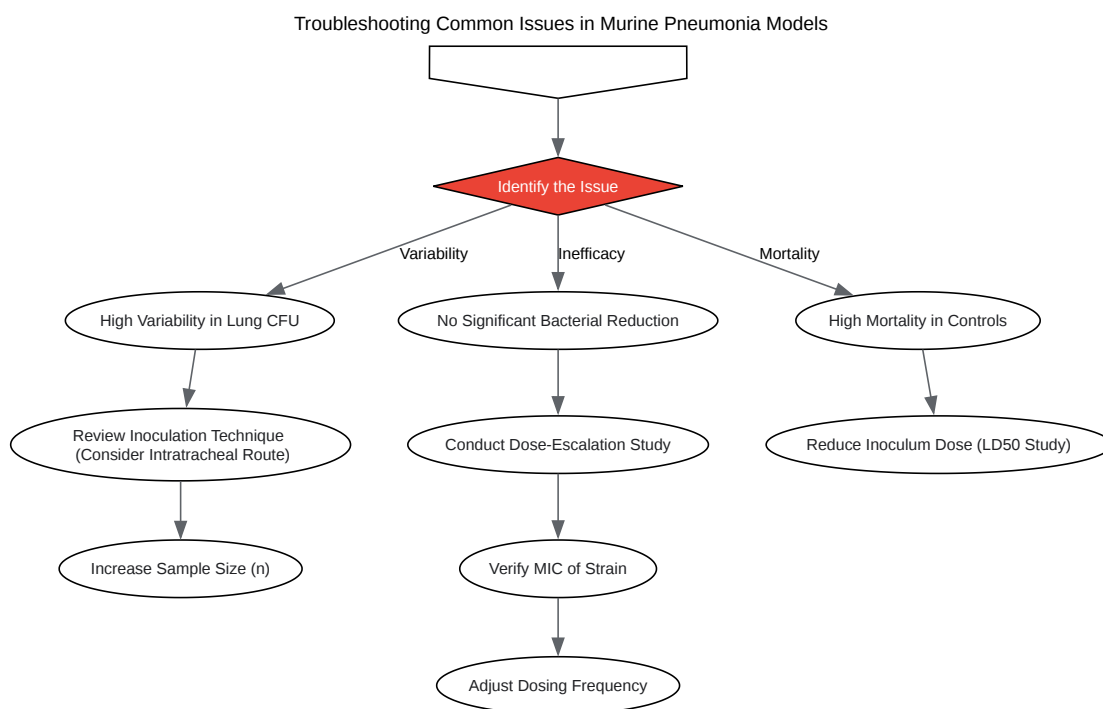 Troubleshooting Common Issues in Murine Pneumonia Models
Identify the Issue
Variability
Inefficacy
Mortality
High Variability in Lung CFU
No Significant Bacterial Reduction
High Mortality in Controls
Review Inoculation Technique
(Consider Intratracheal Route)
Conduct Dose-Escalation Study
Reduce Inoculum Dose (LD50 Study)
Increase Sample Size (n)
Verify MIC of Strain
Adjust Dosing Frequency